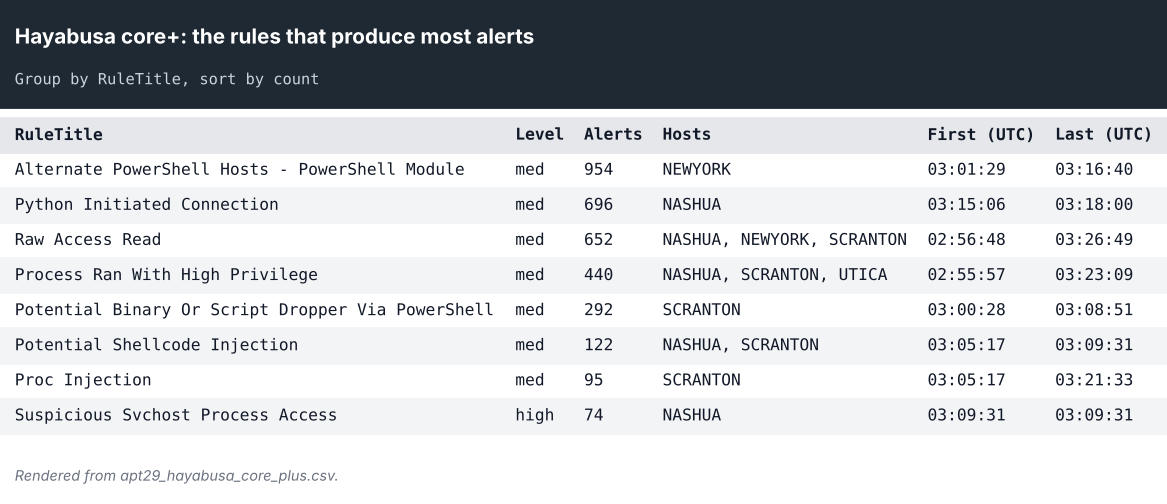 Hayabusa core+: the rules that produce most alerts
Group by RuleTitle, sort by count
RuleTitle Level Alerts Hosts First (UTC) Last (UTC)
Alternate PowerShell Hosts - PowerShell Module med 954 NEWYORK 03:01:29 03:16:40
Python Initiated Connection med 696 NASHUA 03:15:06 03:18:00
Raw Access Read med 652 NASHUA, NEWYORK, SCRANTON 02:56:48 03:26:49
Process Ran With High Privilege med 440 NASHUA, SCRANTON, UTICA 02:55:57 03:23:09
Potential Binary Or Script Dropper Via PowerShell med 292 SCRANTON 03:00:28 03:08:51
Potential Shellcode Injection med 122 NASHUA, SCRANTON 03:05:17 03:09:31
Proc Injection med 95 SCRANTON 03:05:17 03:21:33
Suspicious Svchost Process Access high 74 NASHUA 03:09:31 03:09:31
Rendered from apt29_hayabusa_core_plus.csv.